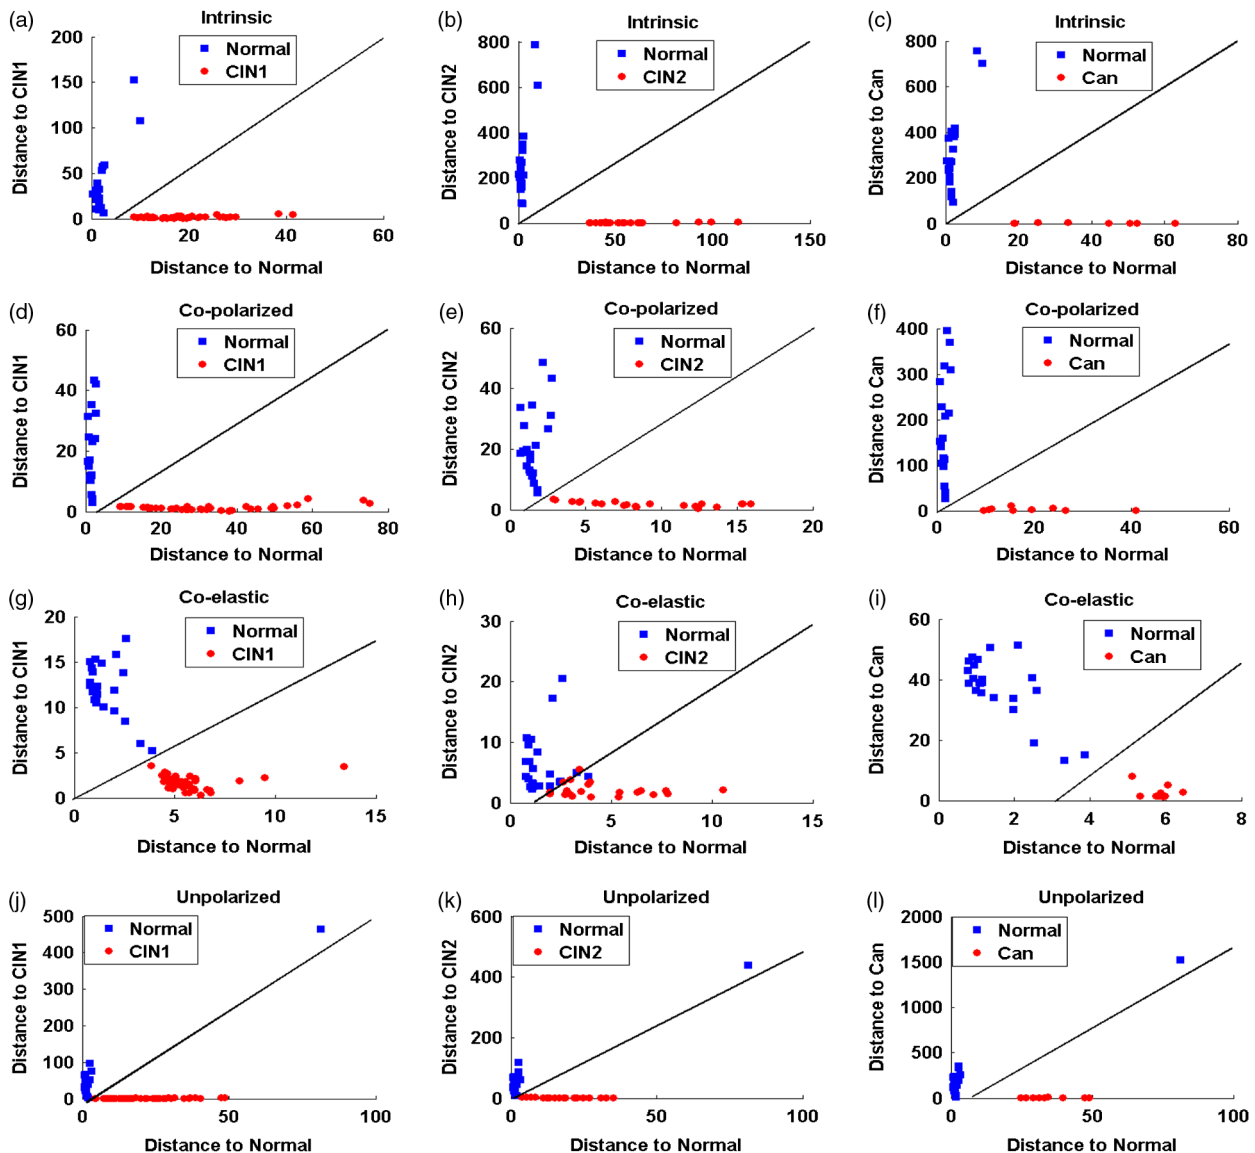 (a) Intrinsic
200
150
100
50
0
0 20 40 60
Distance to CIN1
Distance to Normal
Normal
CIN1
(b) Intrinsic
800
600
400
200
0
0 50 100 150
Distance to CIN2
Distance to Normal
Normal
CIN2
(c) Intrinsic
800
600
400
200
0
0 20 40 60 80
Distance to Can
Distance to Normal
Normal
Can
(d) Co-polarized
60
40
20
0
0 20 40 60 80
Distance to CIN1
Distance to Normal
Normal
CIN1
(e) Co-polarized
60
40
20
0
0 5 10 15 20
Distance to CIN2
Distance to Normal
Normal
CIN2
(f) Co-polarized
400
300
200
100
0
0 20 40 60
Distance to Can
Distance to Normal
Normal
Can
(g) Co-elastic
20
15
10
5
0
0 5 10 15
Distance to CIN1
Distance to Normal
Normal
CIN1
(h) Co-elastic
30
20
10
0
0 5 10 15
Distance to CIN2
Distance to Normal
Normal
CIN2
(i) Co-elastic
60
40
20
0
0 2 4 6 8
Distance to Can
Distance to Normal
Normal
Can
(j) Unpolarized
500
400
300
200
100
0
0 50 100
Distance to CIN1
Distance to Normal
Normal
CIN1
(k) Unpolarized
600
400
200
0
0 50 100
Distance to CIN2
Distance to Normal
Normal
CIN2
(l) Unpolarized
2000
1500
1000
500
0
0 50 100
Distance to Can
Distance to Normal
Normal
Can